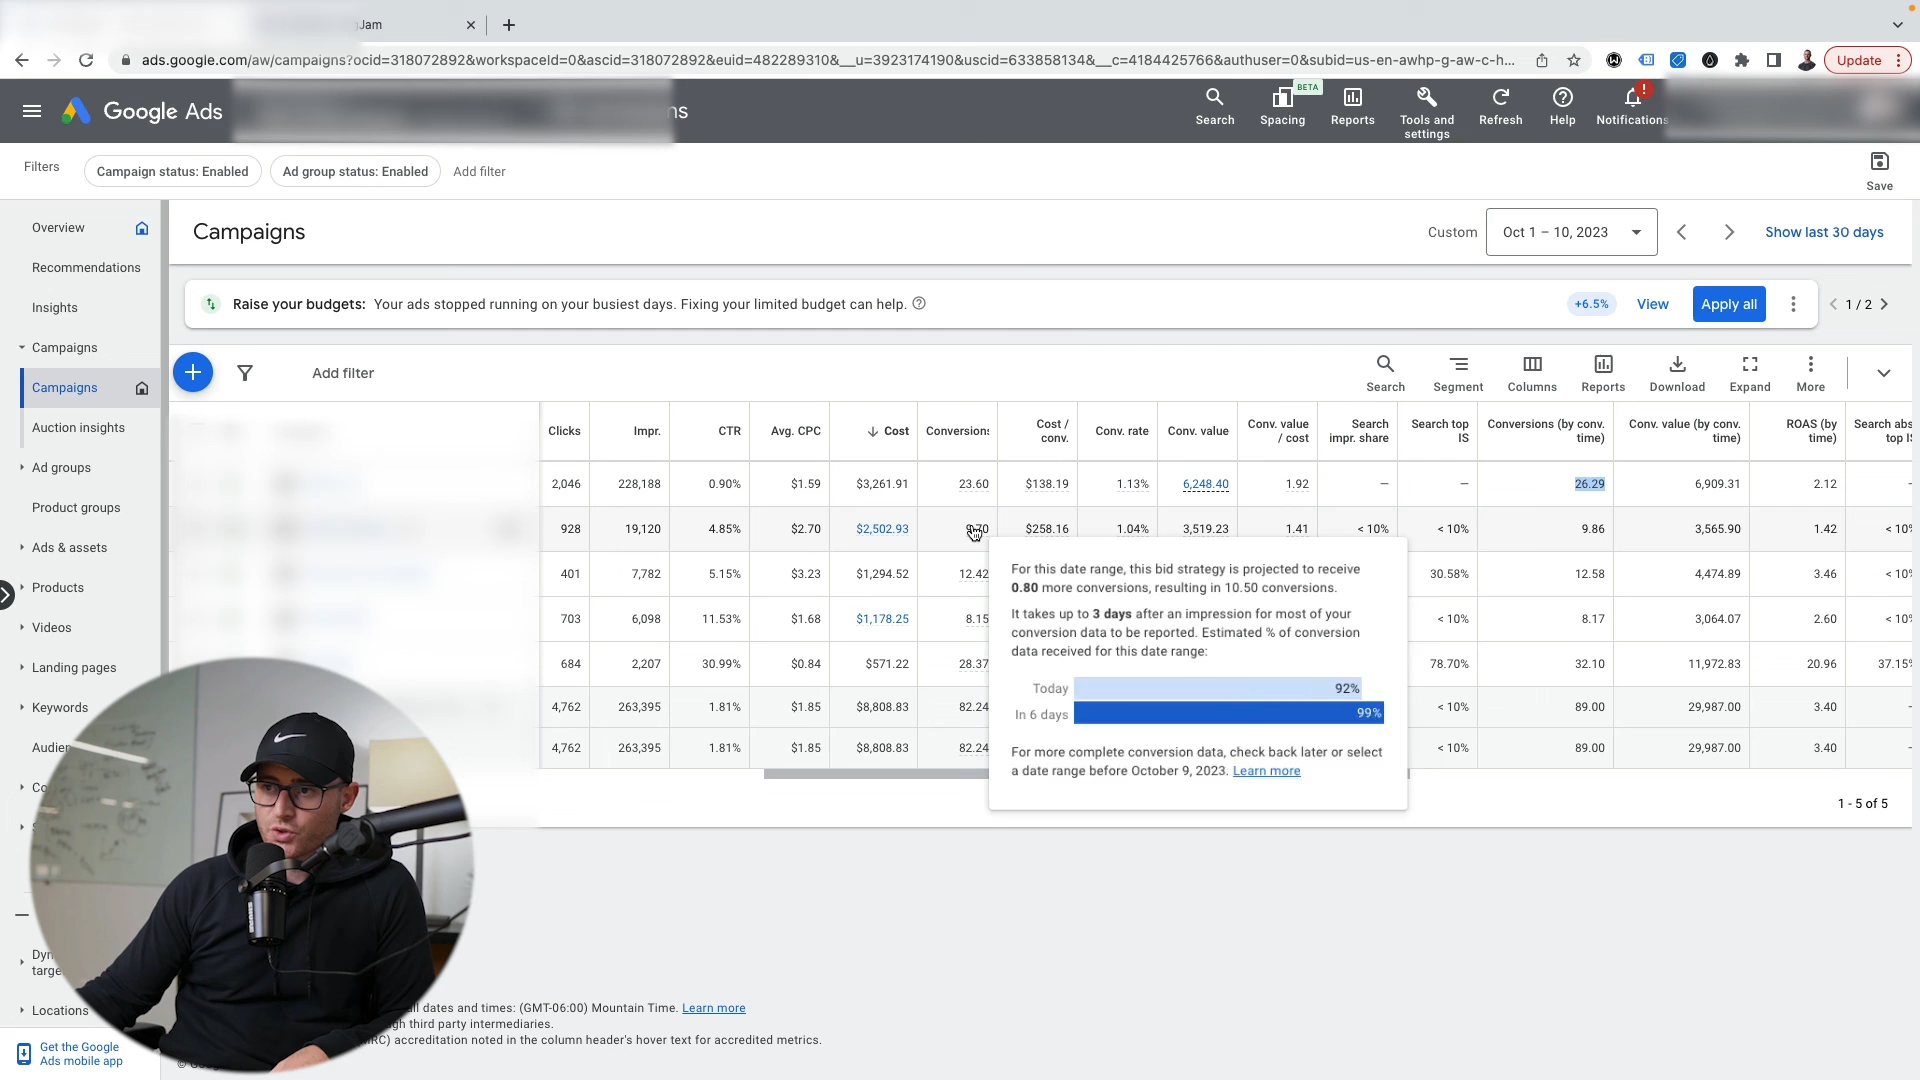 Jam
ads.google.com/aw/campaigns?ocid=318072892&workspaceId=0&ascid=318072892&euid=482289310&__u=3923174190&uscid=633858134&__c=4184425766&authuser=0&subid=us-en-awhp-g-aw-c-h...
Update
Google Ads
ns
BETA
Search
Spacing
Reports
Tools and settings
Refresh
Help
Notifications
Filters
Campaign status: Enabled
Ad group status: Enabled
Add filter
Save
Overview
Recommendations
Insights
Campaigns
Campaigns
Auction insights
Ad groups
Product groups
Ads & assets
Products
Videos
Landing pages
Keywords
Audien
Co
Dyn
targe
Locations
Get the Google
Ads mobile app
Campaigns
Custom
Oct 1 – 10, 2023
Show last 30 days
Raise your budgets: Your ads stopped running on your busiest days. Fixing your limited budget can help.
+6.5%
View
Apply all
1 / 2
Add filter
Search
Segment
Columns
Reports
Download
Expand
More
Clicks Impr. CTR Avg. CPC Cost Conversions Cost / conv. Conv. rate Conv. value Conv. value / cost Search impr. share Search top IS Conversions (by conv. time) Conv. value (by conv. time) ROAS (by time) Search abs top IS
2,046 228,188 0.90% $1.59 $3,261.91 23.60 $138.19 1.13% 6,248.40 1.92 — — 26.29 6,909.31 2.12
928 19,120 4.85% $2.70 $2,502.93 9.70 $258.16 1.04% 3,519.23 1.41 < 10% < 10% 9.86 3,565.90 1.42 < 10%
401 7,782 5.15% $3.23 $1,294.52 12.42 30.58% 12.58 4,474.89 3.46 < 10%
703 6,098 11.53% $1.68 $1,178.25 8.15 < 10% 8.17 3,064.07 2.60 < 10%
684 2,207 30.99% $0.84 $571.22 28.37 78.70% 32.10 11,972.83 20.96 37.15%
4,762 263,395 1.81% $1.85 $8,808.83 82.24 < 10% 89.00 29,987.00 3.40
4,762 263,395 1.81% $1.85 $8,808.83 82.24 < 10% 89.00 29,987.00 3.40
For this date range, this bid strategy is projected to receive
0.80 more conversions, resulting in 10.50 conversions.
It takes up to 3 days after an impression for most of your
conversion data to be reported. Estimated % of conversion
data received for this date range:
Today 92%
In 6 days 99%
For more complete conversion data, check back later or select
a date range before October 9, 2023. Learn more
1 - 5 of 5
all dates and times: (GMT-06:00) Mountain Time. Learn more
gh third party intermediaries.
RC) accreditation noted in the column header's hover text for accredited metrics.